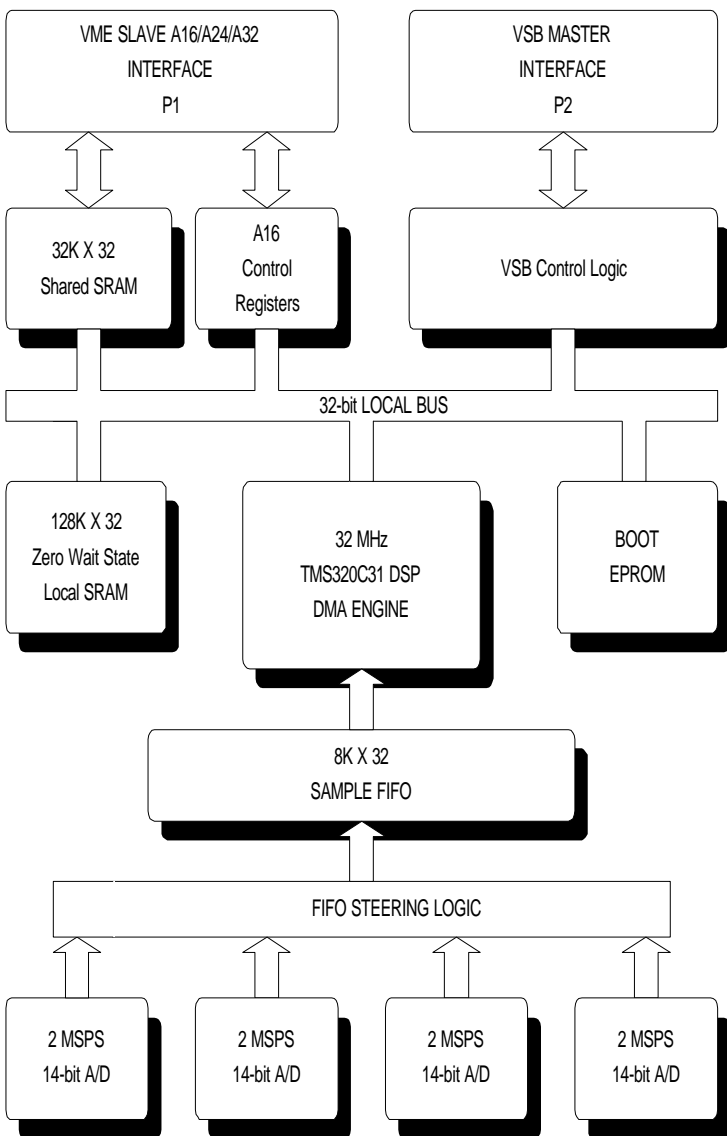 VME SLAVE A16/A24/A32
INTERFACE
P1
VSB MASTER
INTERFACE
P2
32K X 32
Shared SRAM
A16
Control
Registers
VSB Control Logic
32-bit LOCAL BUS
128K X 32
Zero Wait State
Local SRAM
32 MHz
TMS320C31 DSP
DMA ENGINE
BOOT
EPROM
8K X 32
SAMPLE FIFO
FIFO STEERING LOGIC
2 MSPS
14-bit A/D
2 MSPS
14-bit A/D
2 MSPS
14-bit A/D
2 MSPS
14-bit A/D